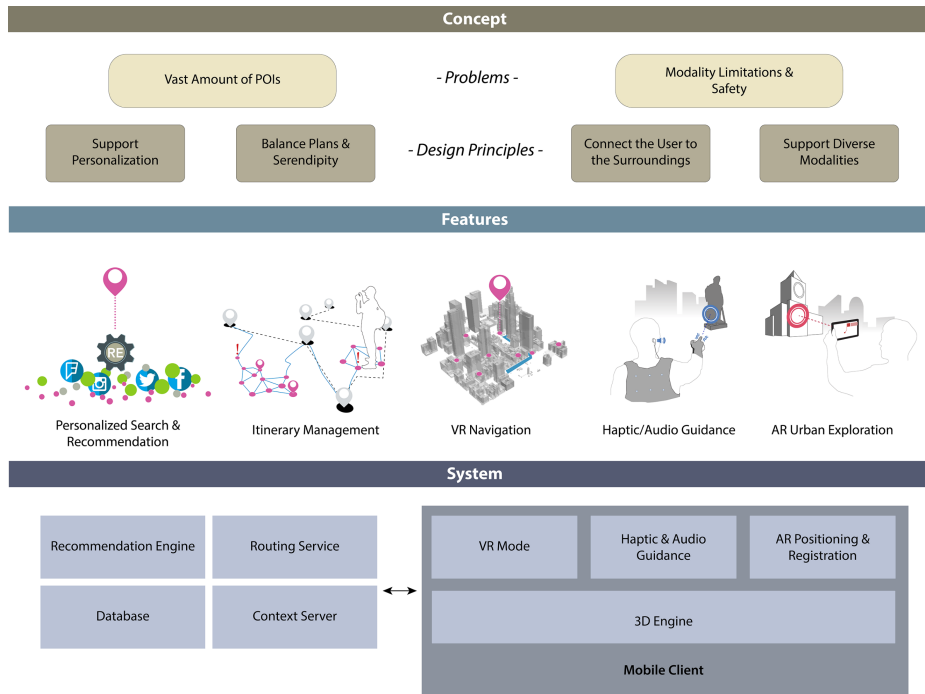 Concept
Vast Amount of POIs
- Problems -
Modality Limitations &
Safety
Support
Personalization
Balance Plans &
Serendipity
- Design Principles -
Connect the User to
the Surroundings
Support Diverse
Modalities
Features
RE
Personalized Search &
Recommendation
Itinerary Management
VR Navigation
Haptic/Audio Guidance
AR Urban Exploration
System
Recommendation Engine
Routing Service
Database
Context Server
VR Mode
Haptic & Audio
Guidance
AR Positioning &
Registration
3D Engine
Mobile Client